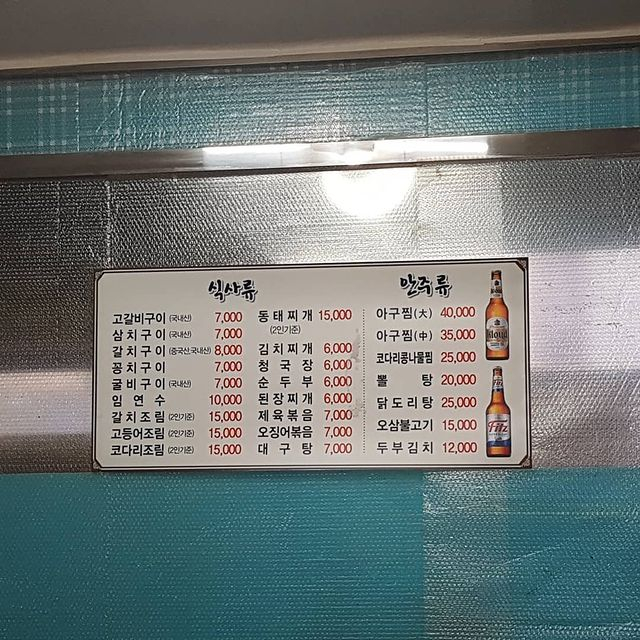 식사류
고갈비구이 (국내산) 7,000
삼치구이 (국내산) 7,000
갈치구이 (중국산,국내산) 8,000
꽁치구이 7,000
굴비구이 (국내산) 7,000
임연수 10,000
갈치조림 (2인기준) 15,000
고등어조림 (2인기준) 15,000
코다리조림 (2인기준) 15,000
동태찌개 15,000
(2인기준)
김치찌개 6,000
청국장 6,000
순두부 6,000
된장찌개 6,000
제육볶음 7,000
오징어볶음 7,000
대구탕 7,000
안주류
아구찜(大) 40,000
아구찜(中) 35,000
코다리콩나물찜 25,000
뽈탕 20,000
닭도리탕 25,000
오삼불고기 15,000
두부김치 12,000
Kloud
Fitz